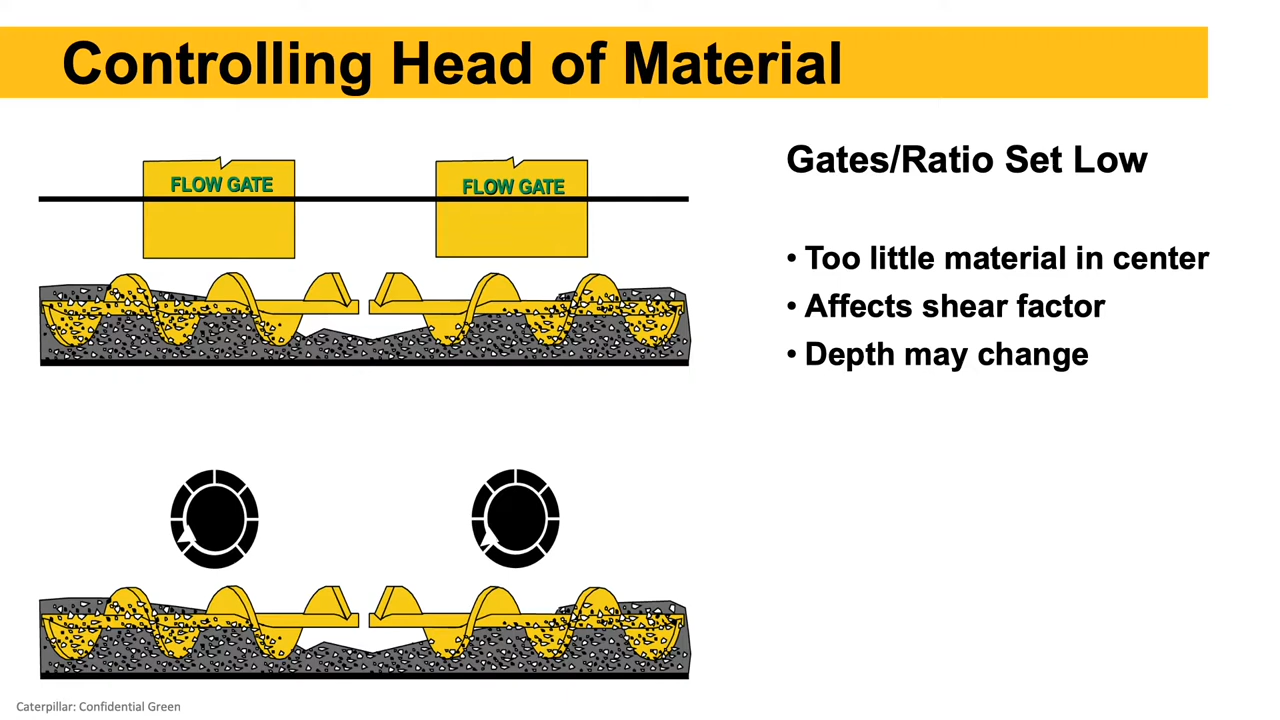 Controlling Head of Material
FLOW GATE
FLOW GATE
Gates/Ratio Set Low
• Too little material in center
• Affects shear factor
• Depth may change
Caterpillar: Confidential Green